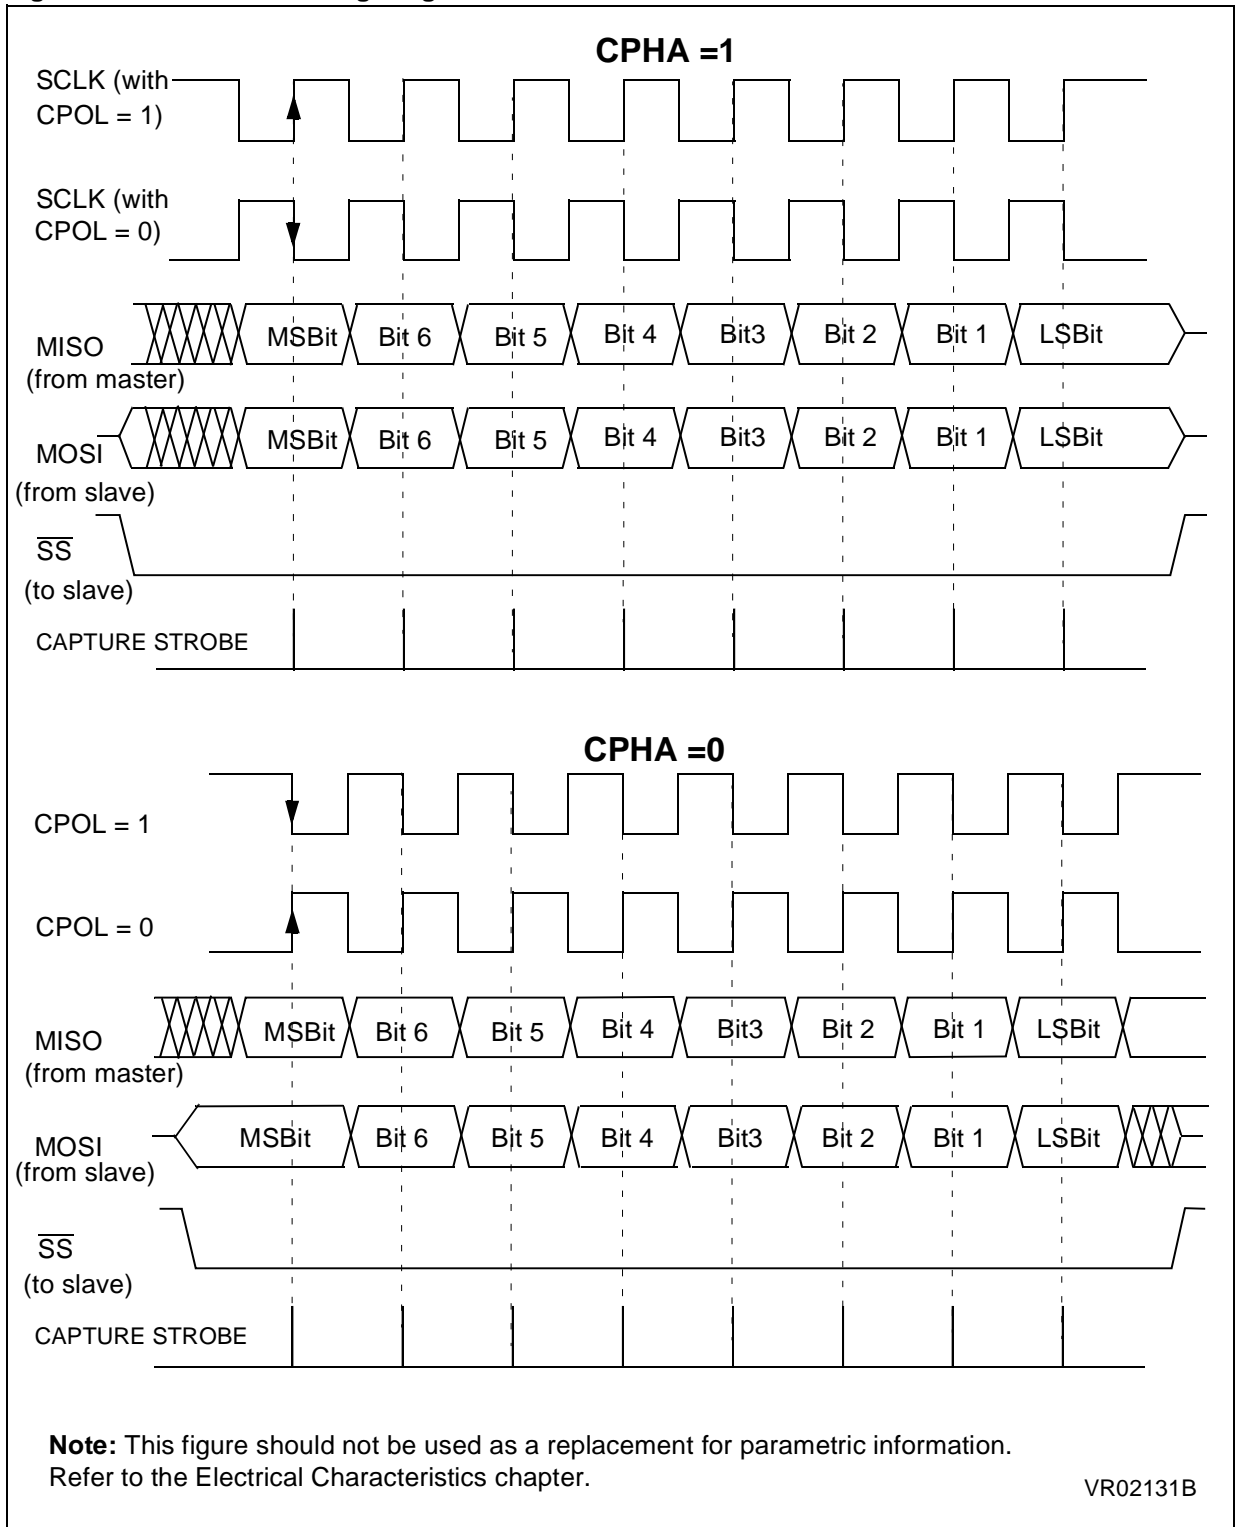 CPHA =1
SCLK (with
CPOL = 1)
SCLK (with
CPOL = 0)
MSBit Bit 6 Bit 5 Bit 4 Bit3 Bit 2 Bit 1 LSBit
MISO
(from master)
MSBit Bit 6 Bit 5 Bit 4 Bit3 Bit 2 Bit 1 LSBit
MOSI
(from slave)
SS
(to slave)
CAPTURE STROBE
CPHA =0
CPOL = 1
CPOL = 0
MSBit Bit 6 Bit 5 Bit 4 Bit3 Bit 2 Bit 1 LSBit
MISO
(from master)
MSBit Bit 6 Bit 5 Bit 4 Bit3 Bit 2 Bit 1 LSBit
MOSI
(from slave)
SS
(to slave)
CAPTURE STROBE
Note: This figure should not be used as a replacement for parametric information.
Refer to the Electrical Characteristics chapter.
VR02131B